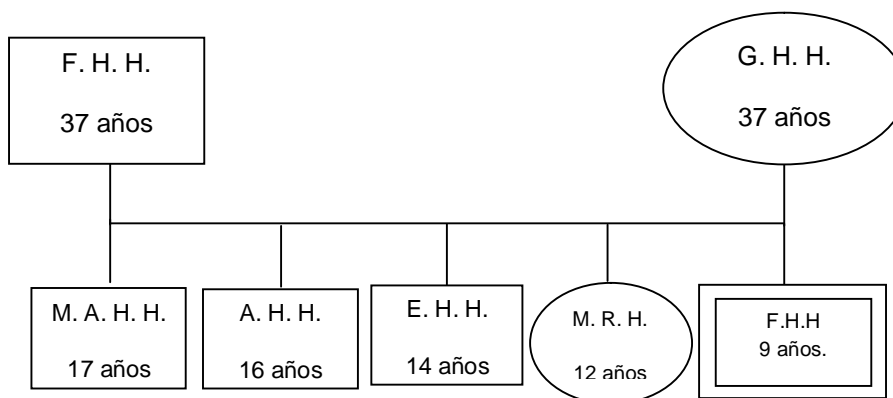 F. H. H.
37 años
G. H. H.
37 años
M. A. H. H.
17 años
A. H. H.
16 años
E. H. H.
14 años
M. R. H.
12 años
F.H.H
9 años.